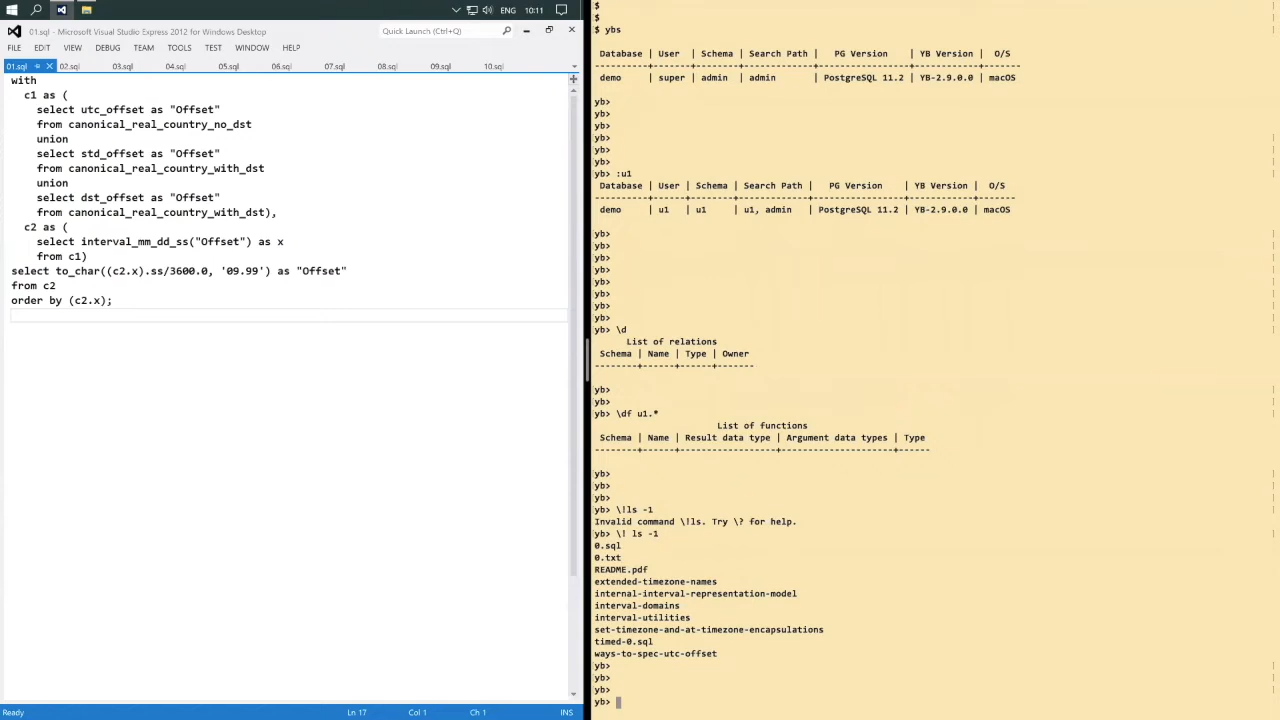 ENG 10:11
01.sql - Microsoft Visual Studio Express 2012 for Windows Desktop
Quick Launch (Ctrl+Q)
FILE EDIT VIEW DEBUG TEAM TOOLS TEST WINDOW HELP
01.sql 02.sql 03.sql 04.sql 05.sql 06.sql 07.sql 08.sql 09.sql 10.sql
with
c1 as (
select utc_offset as "Offset"
from canonical_real_country_no_dst
union
select std_offset as "Offset"
from canonical_real_country_with_dst
union
select dst_offset as "Offset"
from canonical_real_country_with_dst),
c2 as (
select interval_mm_dd_ss("Offset") as x
from c1)
select to_char((c2.x).ss/3600.0, '09.99') as "Offset"
from c2
order by (c2.x);
Ready Ln 17 Col 1 Ch 1 INS
$
$
$ ybs
Database | User | Schema | Search Path | PG Version | YB Version | O/S
----------+-------+--------+-------------+-----------------+------------+-------
demo | super | admin | admin | PostgreSQL 11.2 | YB-2.9.0.0 | macOS
yb>
yb>
yb>
yb>
yb>
yb>
yb> :u1
Database | User | Schema | Search Path | PG Version | YB Version | O/S
----------+------+--------+-------------+-----------------+------------+-------
demo | u1 | u1 | u1, admin | PostgreSQL 11.2 | YB-2.9.0.0 | macOS
yb>
yb>
yb>
yb>
yb>
yb>
yb>
yb>
yb> \d
List of relations
Schema | Name | Type | Owner
--------+------+------+-------
yb>
yb>
yb> \df u1.*
List of functions
Schema | Name | Result data type | Argument data types | Type
--------+------+------------------+---------------------+------
yb>
yb>
yb>
yb> \!ls -1
Invalid command \!ls. Try \? for help.
yb> \! ls -1
0.sql
0.txt
README.pdf
extended-timezone-names
internal-interval-representation-model
interval-domains
interval-utilities
set-timezone-and-at-timezone-encapsulations
timed-0.sql
ways-to-spec-utc-offset
yb>
yb>
yb>
yb>